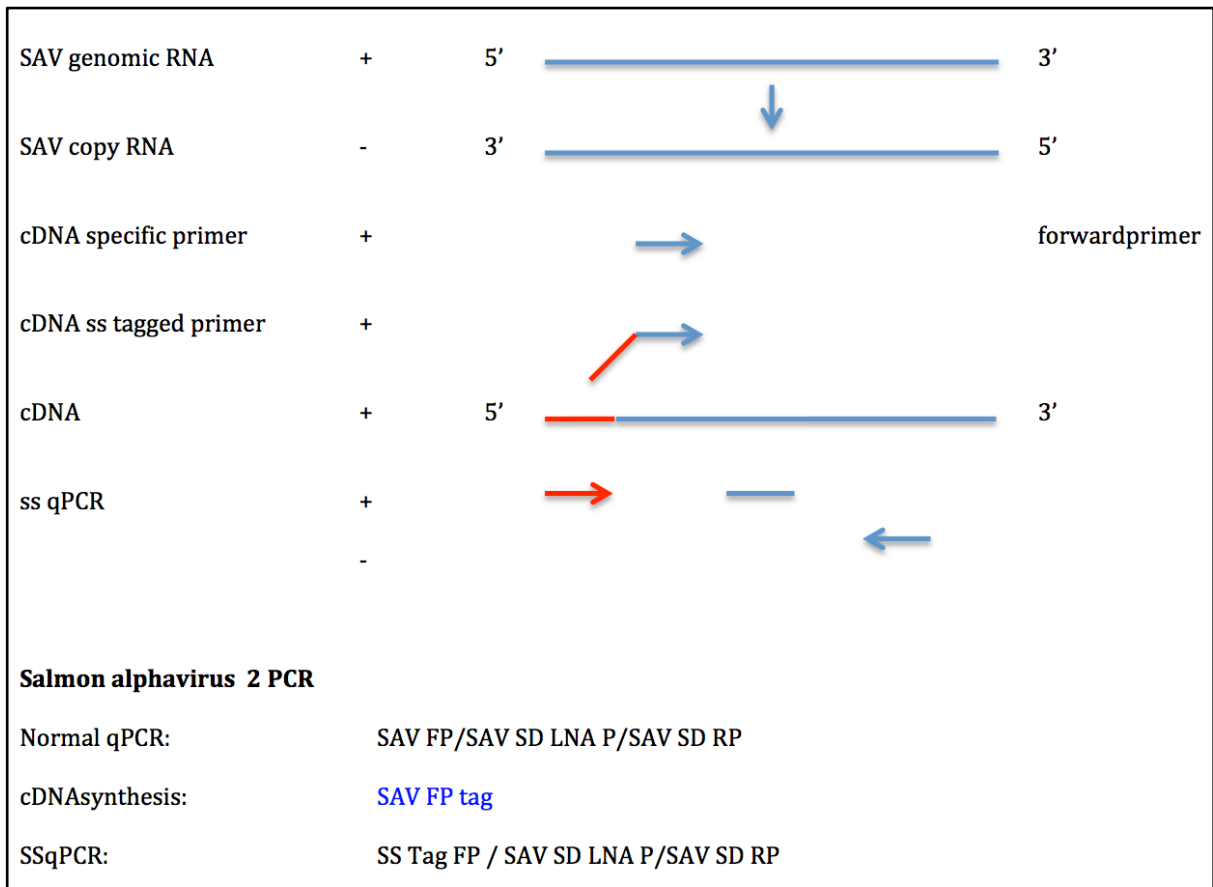 SAV genomic RNA + 5’ 3’
SAV copy RNA - 3’ 5’
cDNA specific primer + forwardprimer
cDNA ss tagged primer +
cDNA + 5’ 3’
ss qPCR +
-
Salmon alphavirus 2 PCR
Normal qPCR: SAV FP/SAV SD LNA P/SAV SD RP
cDNAsynthesis: SAV FP tag
SSqPCR: SS Tag FP / SAV SD LNA P/SAV SD RP